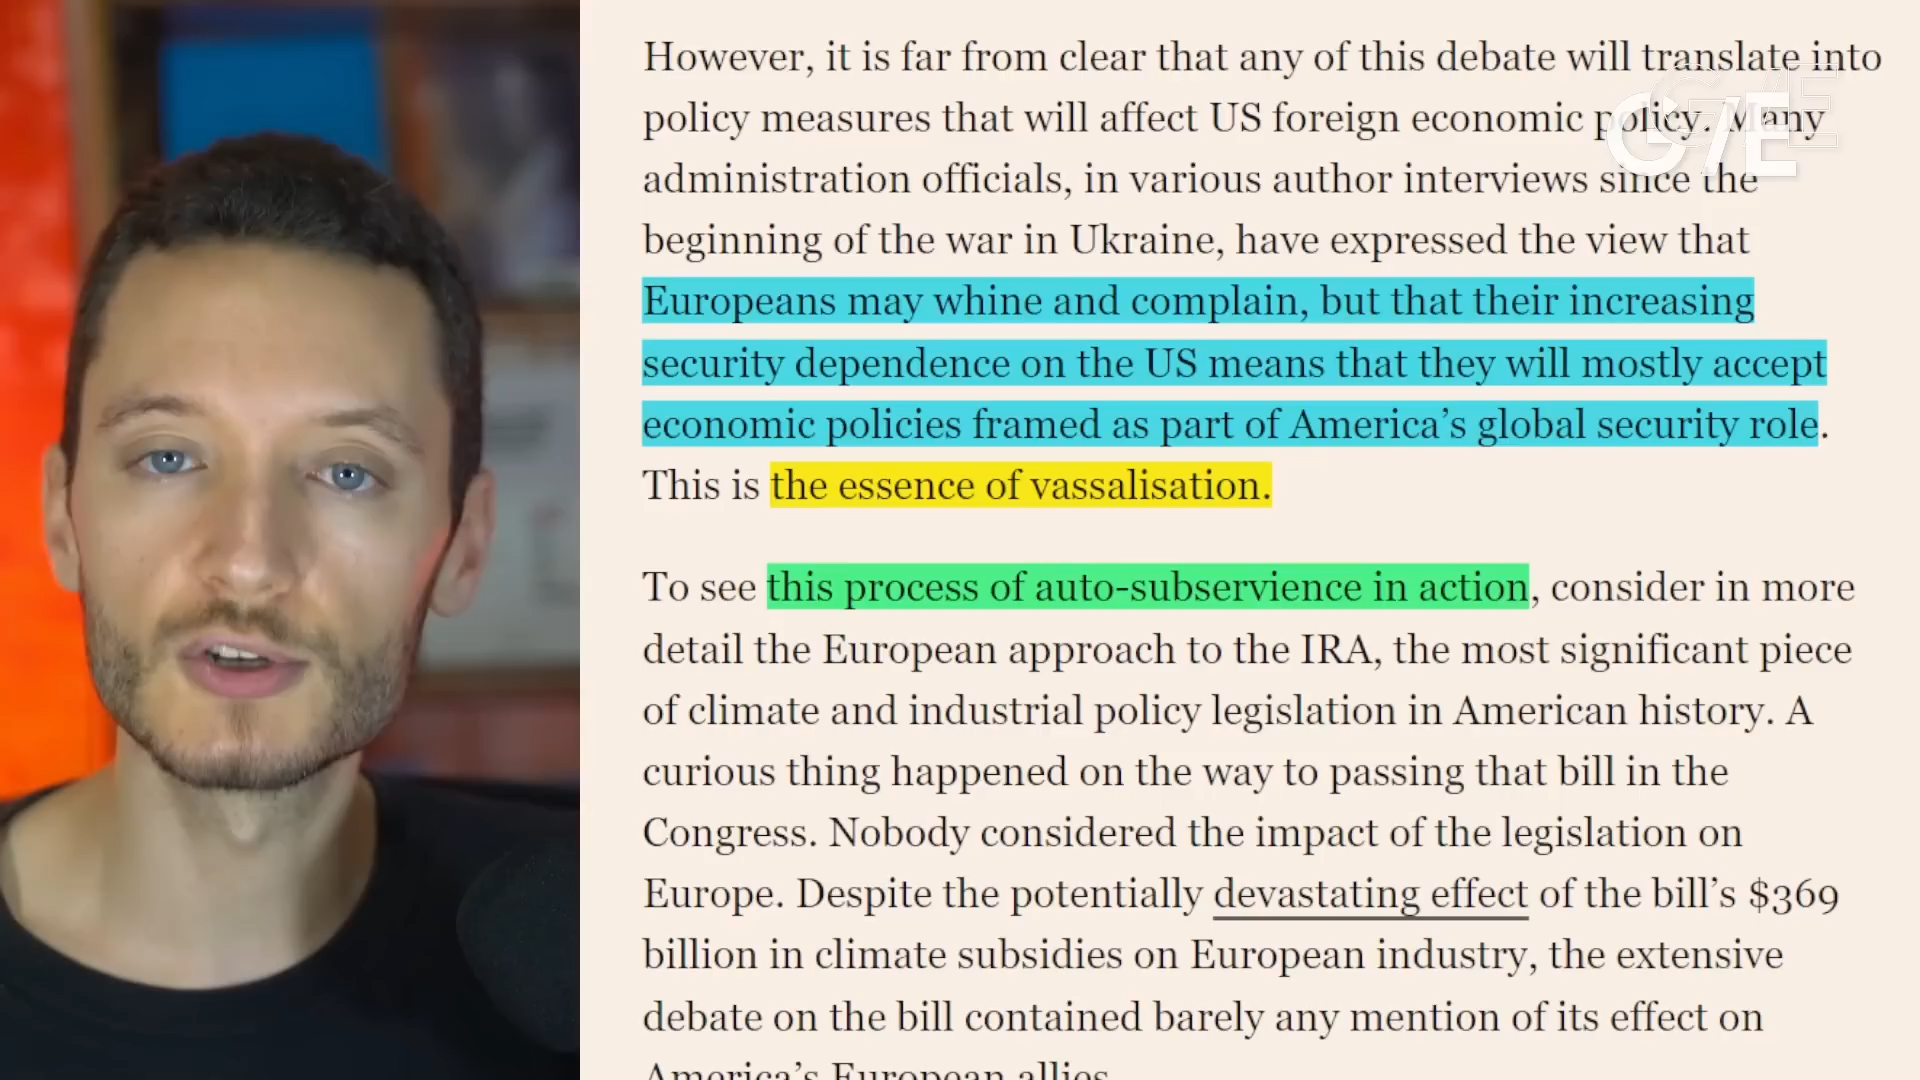 However, it is far from clear that any of this debate will translate into
policy measures that will affect US foreign economic policy. Many
administration officials, in various author interviews since the
beginning of the war in Ukraine, have expressed the view that
Europeans may whine and complain, but that their increasing
security dependence on the US means that they will mostly accept
economic policies framed as part of America’s global security role.
This is the essence of vassalisation.
To see this process of auto-subservience in action, consider in more
detail the European approach to the IRA, the most significant piece
of climate and industrial policy legislation in American history. A
curious thing happened on the way to passing that bill in the
Congress. Nobody considered the impact of the legislation on
Europe. Despite the potentially devastating effect of the bill’s $369
billion in climate subsidies on European industry, the extensive
debate on the bill contained barely any mention of its effect on
America’s European allies.